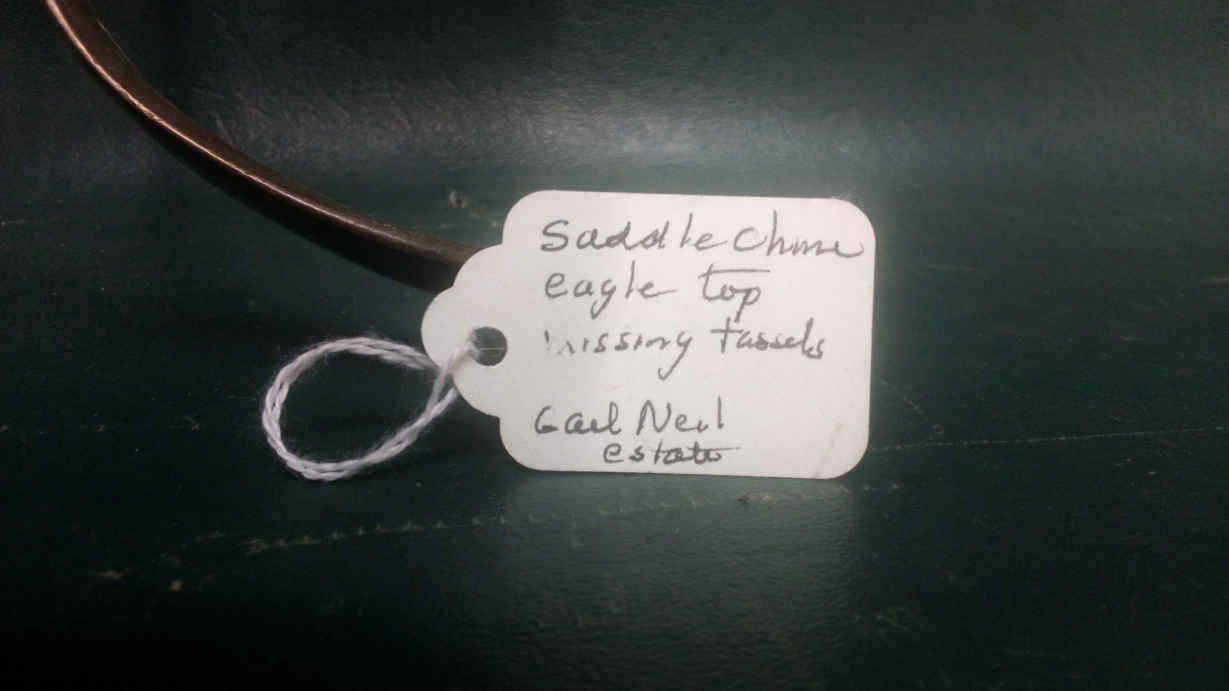 Saddle Chime
eagle top
missing tassels
Gail Neil
estate